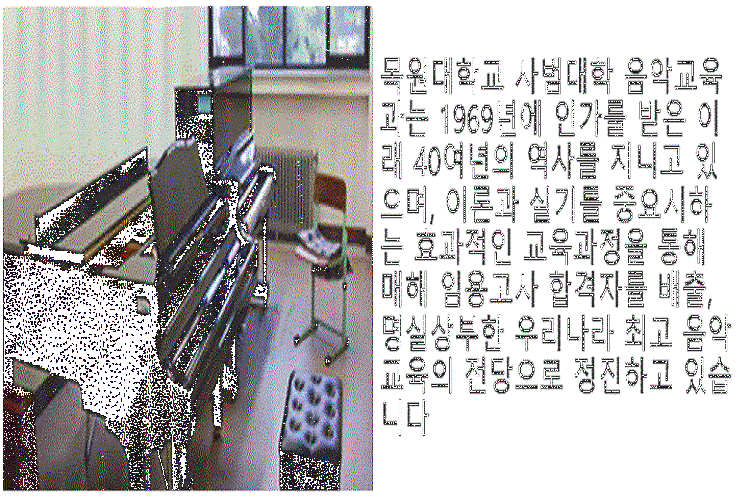 목원대학교 사범대학 음악교육
과는 1969년에 인가를 받은 이
래 40여년의 역사를 지니고 있
으며, 이론과 실기를 중요시하
는 효과적인 교육과정을 통해
매해 임용고사 합격자를 배출,
명실상부한 우리나라 최고 음악
교육의 전당으로 정진하고 있습
니다